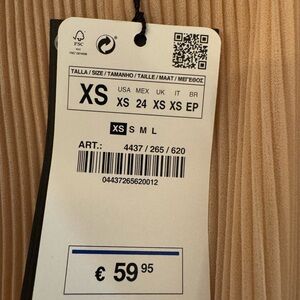 FSC
TALLA / SIZE / TAMANHO / TAILLE / MAAT / ΜΕΓΕΘΟΣ
XS
USA MEX UK IT BR
XS 24 XS XS EP
XS S M L
ART.: 4437 / 265 / 620
04437265620012
€ 59 95